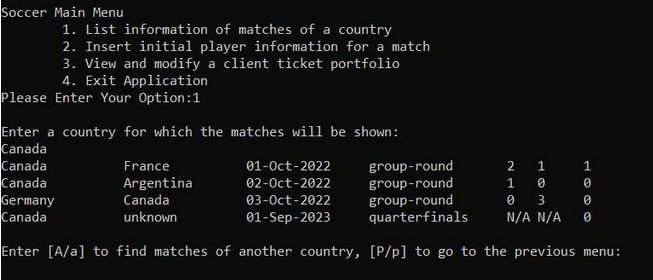 Soccer Main Menu
1. List information of matches of a country
2. Insert initial player information for a match
3. View and modify a client ticket portfolio
4. Exit Application
Please Enter Your Option:1
Enter a country for which the matches will be shown:
Canada
Canada France 01-Oct-2022 group-round 2 1 1
Canada Argentina 02-Oct-2022 group-round 1 0 0
Germany Canada 03-Oct-2022 group-round 0 3 0
Canada unknown 01-Sep-2023 quarterfinals N/A N/A 0
Enter [A/a] to find matches of another country, [P/p] to go to the previous menu: